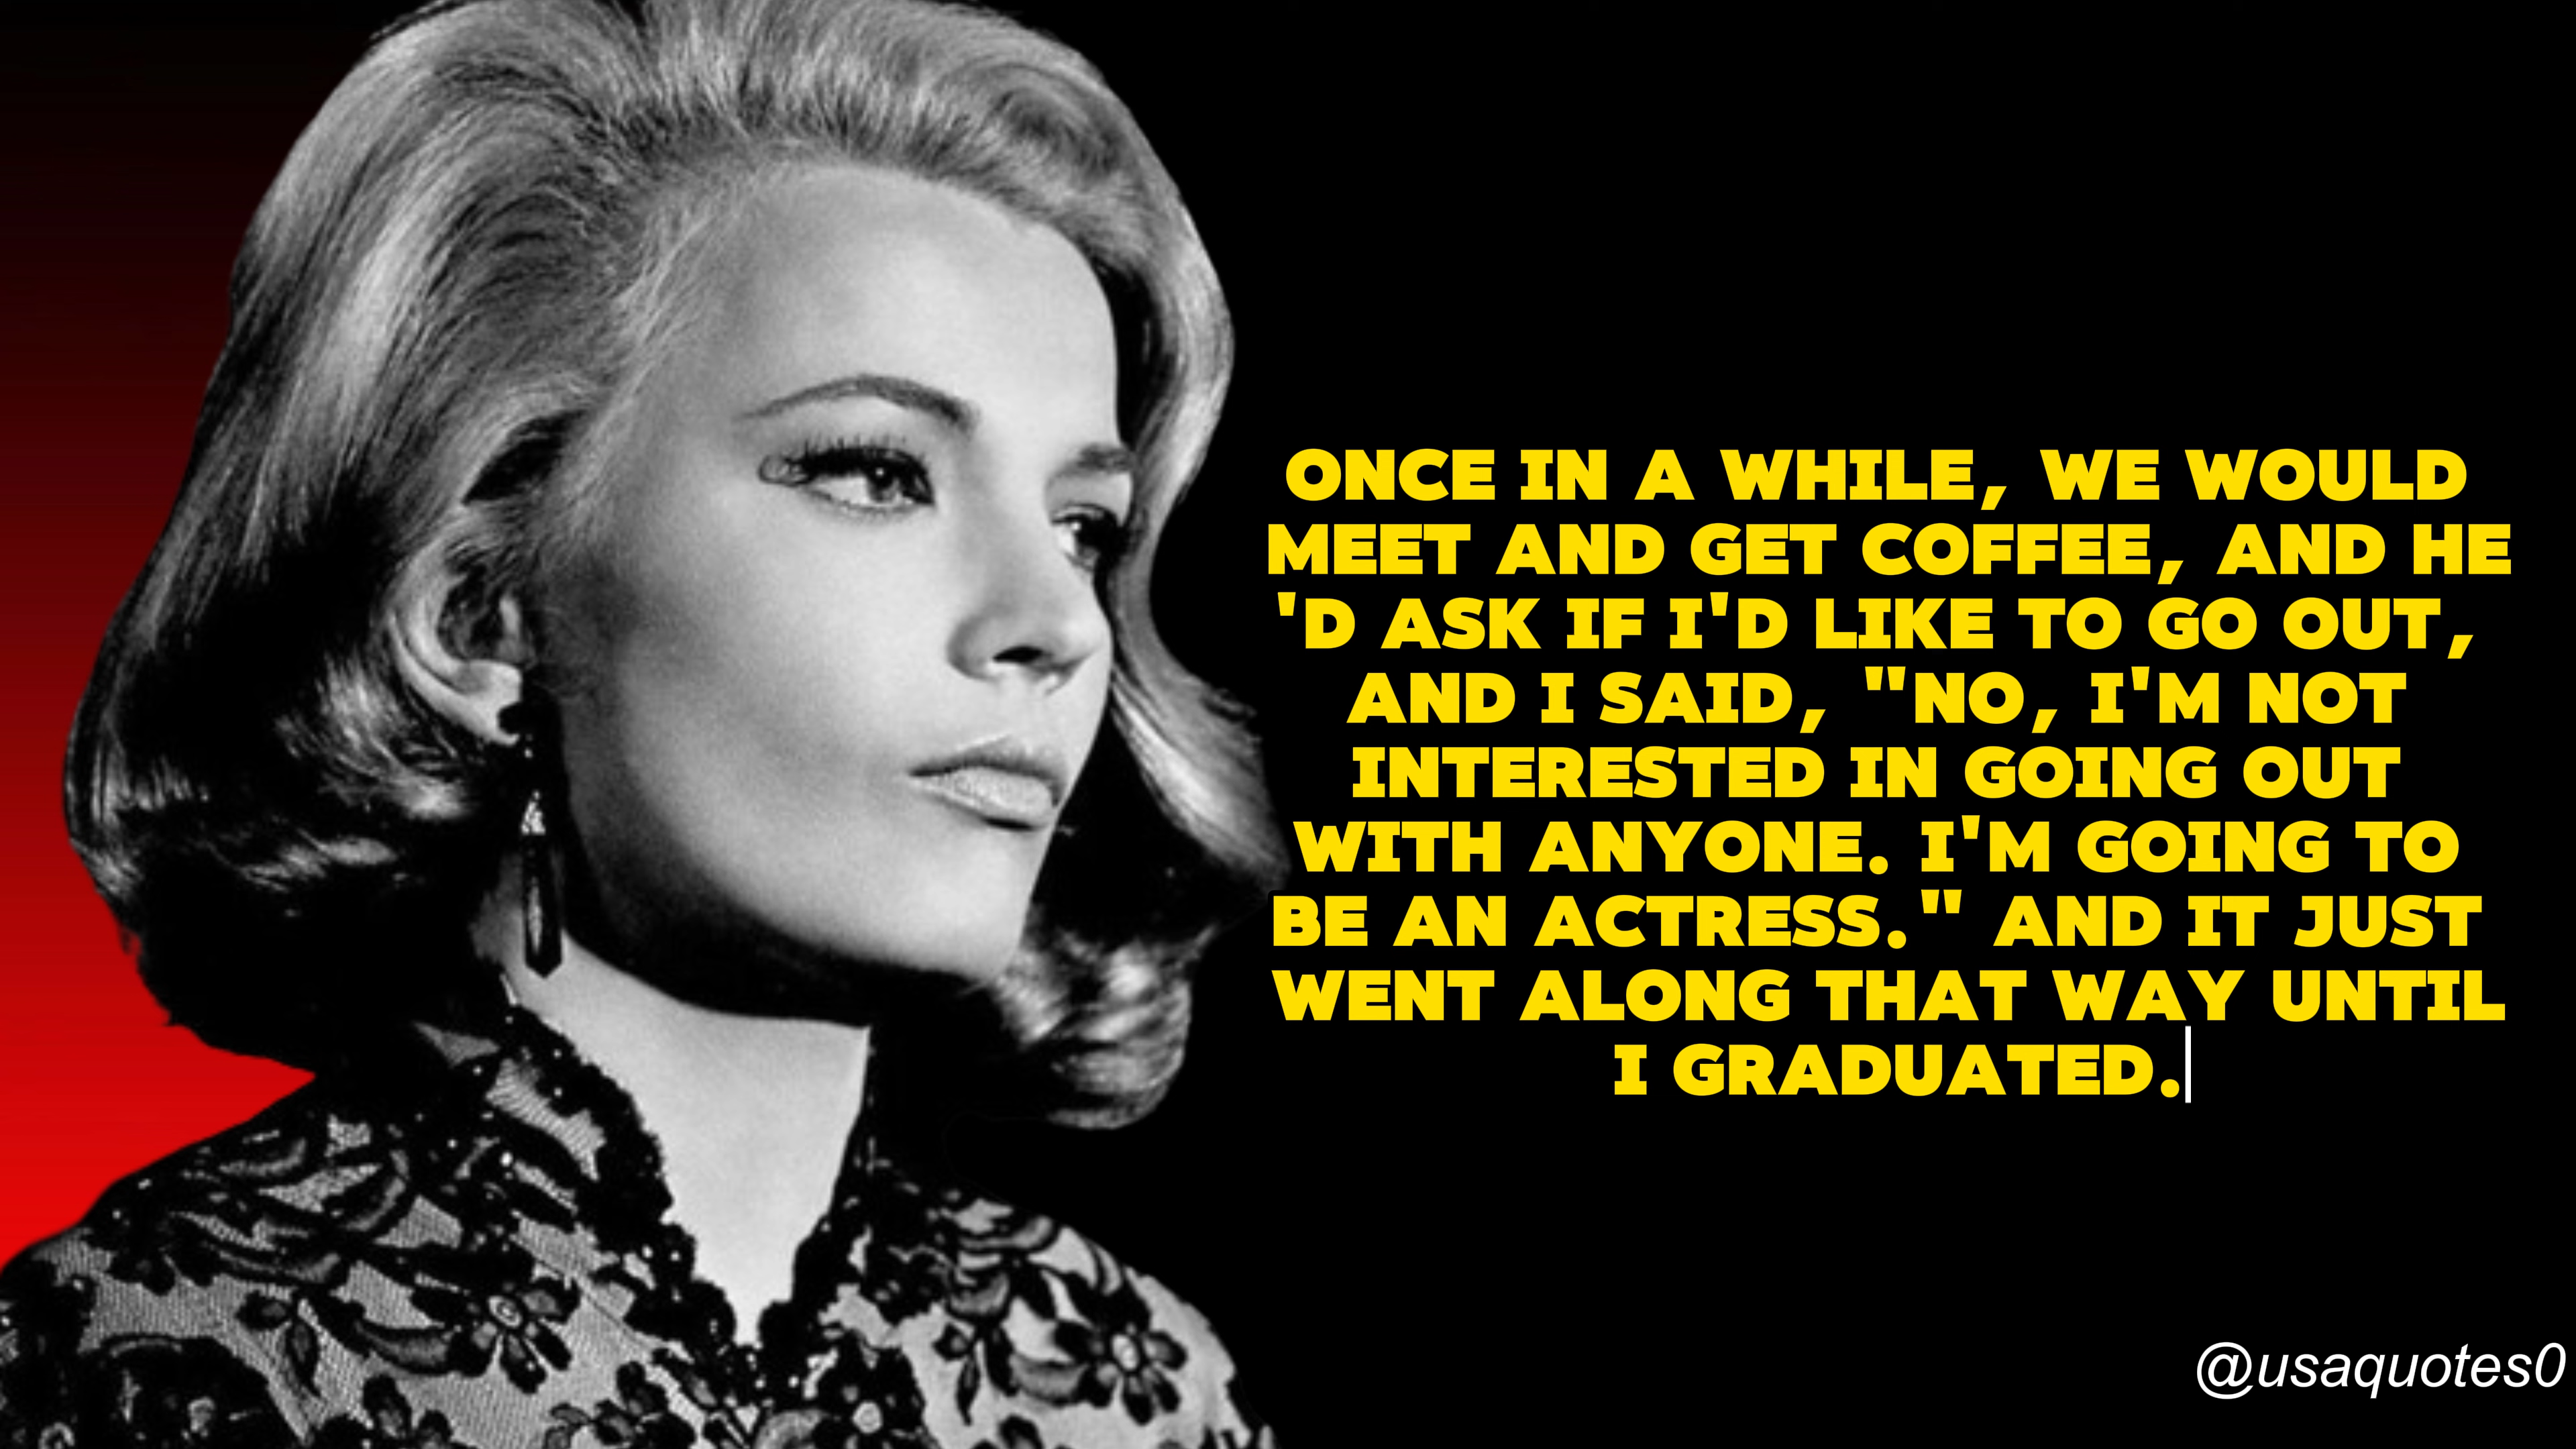 ONCE IN A WHILE, WE WOULD
MEET AND GET COFFEE, AND HE
'D ASK IF I'D LIKE TO GO OUT,
AND I SAID, "NO, I'M NOT
INTERESTED IN GOING OUT
WITH ANYONE. I'M GOING TO
BE AN ACTRESS." AND IT JUST
WENT ALONG THAT WAY UNTIL
I GRADUATED.
@usaquotes0